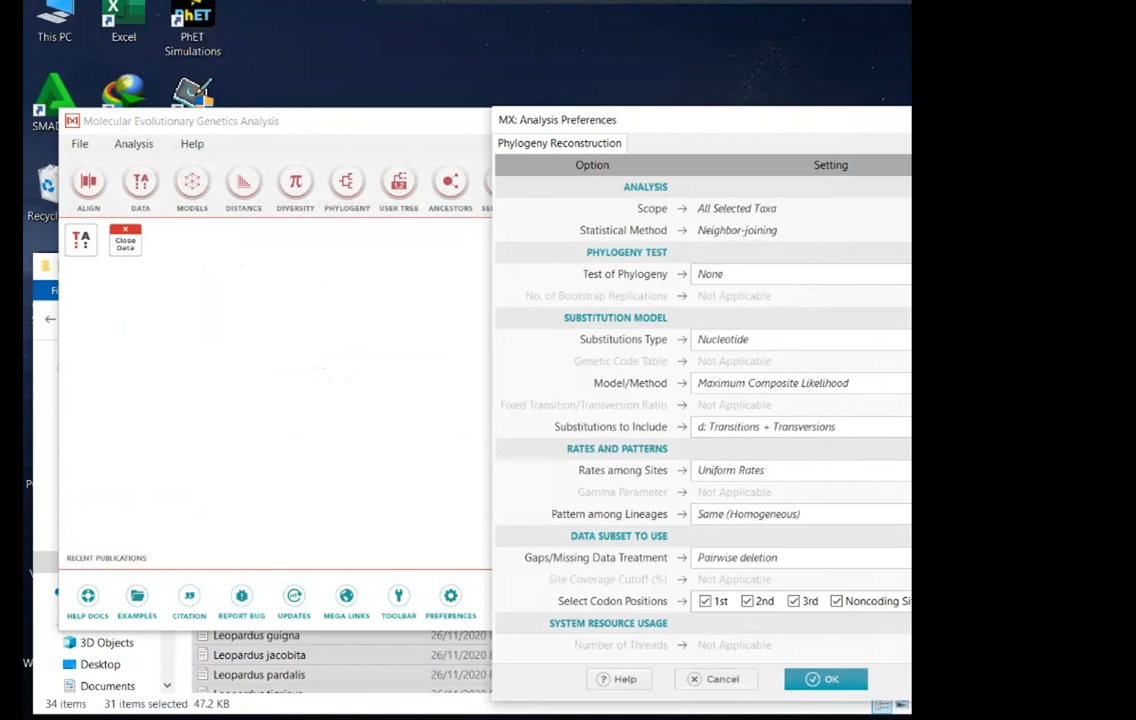 This PC
Excel
PhET
PhET
Simulations
Molecular Evolutionary Genetics Analysis
File Analysis Help
ALIGN DATA MODELS DISTANCE DIVERSITY PHYLOGENY USER TREE ANCESTORS
TA
Close
Data
RECENT PUBLICATIONS
HELP DOCS EXAMPLES CITATION REPORT BUG UPDATES MEGA LINKS TOOLBAR PREFERENCES
MX: Analysis Preferences
Phylogeny Reconstruction
Option Setting
ANALYSIS
Scope → All Selected Taxa
Statistical Method → Neighbor-joining
PHYLOGENY TEST
Test of Phylogeny → None
No. of Bootstrap Replications → Not Applicable
SUBSTITUTION MODEL
Substitutions Type → Nucleotide
Genetic Code Table → Not Applicable
Model/Method → Maximum Composite Likelihood
Fixed Transition/Transversion Ratio → Not Applicable
Substitutions to Include → d: Transitions + Transversions
RATES AND PATTERNS
Rates among Sites → Uniform Rates
Gamma Parameter → Not Applicable
Pattern among Lineages → Same (Homogeneous)
DATA SUBSET TO USE
Gaps/Missing Data Treatment → Pairwise deletion
Site Coverage Cutoff (%) → Not Applicable
Select Codon Positions → 1st 2nd 3rd Noncoding Si
SYSTEM RESOURCE USAGE
Number of Threads → Not Applicable
Help Cancel OK
3D Objects
Desktop
Documents
Leopardus guigna 26/11/2020 8
Leopardus jacobita 26/11/2020 8
Leopardus pardalis 26/11/2020 8
34 items 31 items selected 47.2 KB